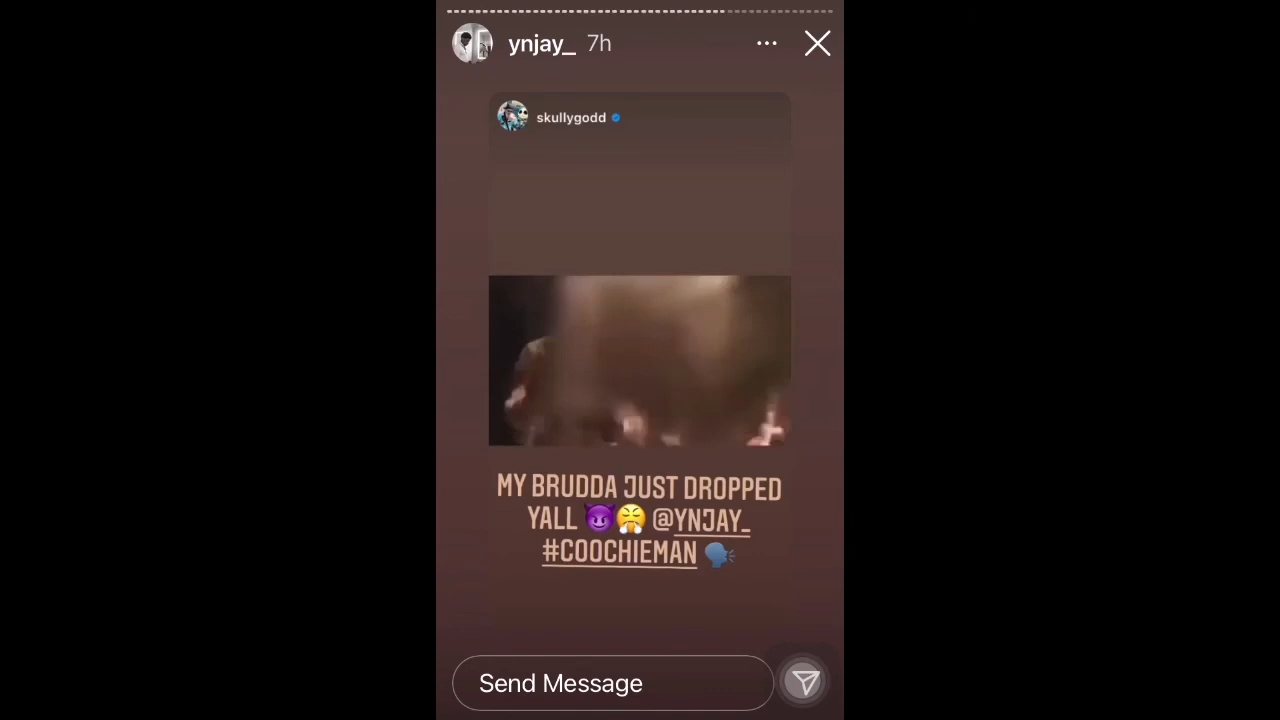 ynjay_ 7h
skullygodd
MY BRUDDA JUST DROPPED
YALL 😈😤 @YNJAY_
#COOCHIEMAN 🗣
Send Message